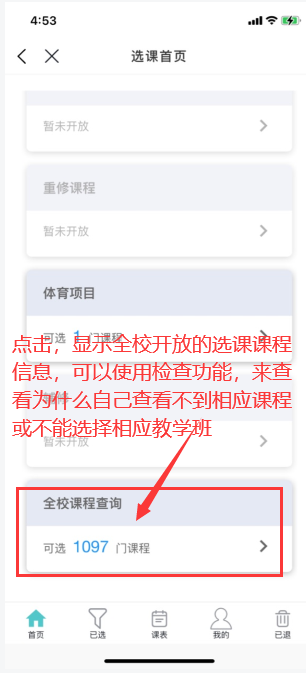 4:53
选课首页
暂未开放
重修课程
暂未开放
体育项目
可选 1 门课程
点击，显示全校开放的选课课程
信息，可以使用检查功能，来查
看为什么自己查看不到相应课程
或不能选择相应教学班
暂未开放
全校课程查询
可选 1097 门课程
首页
已选
课表
我的
已退